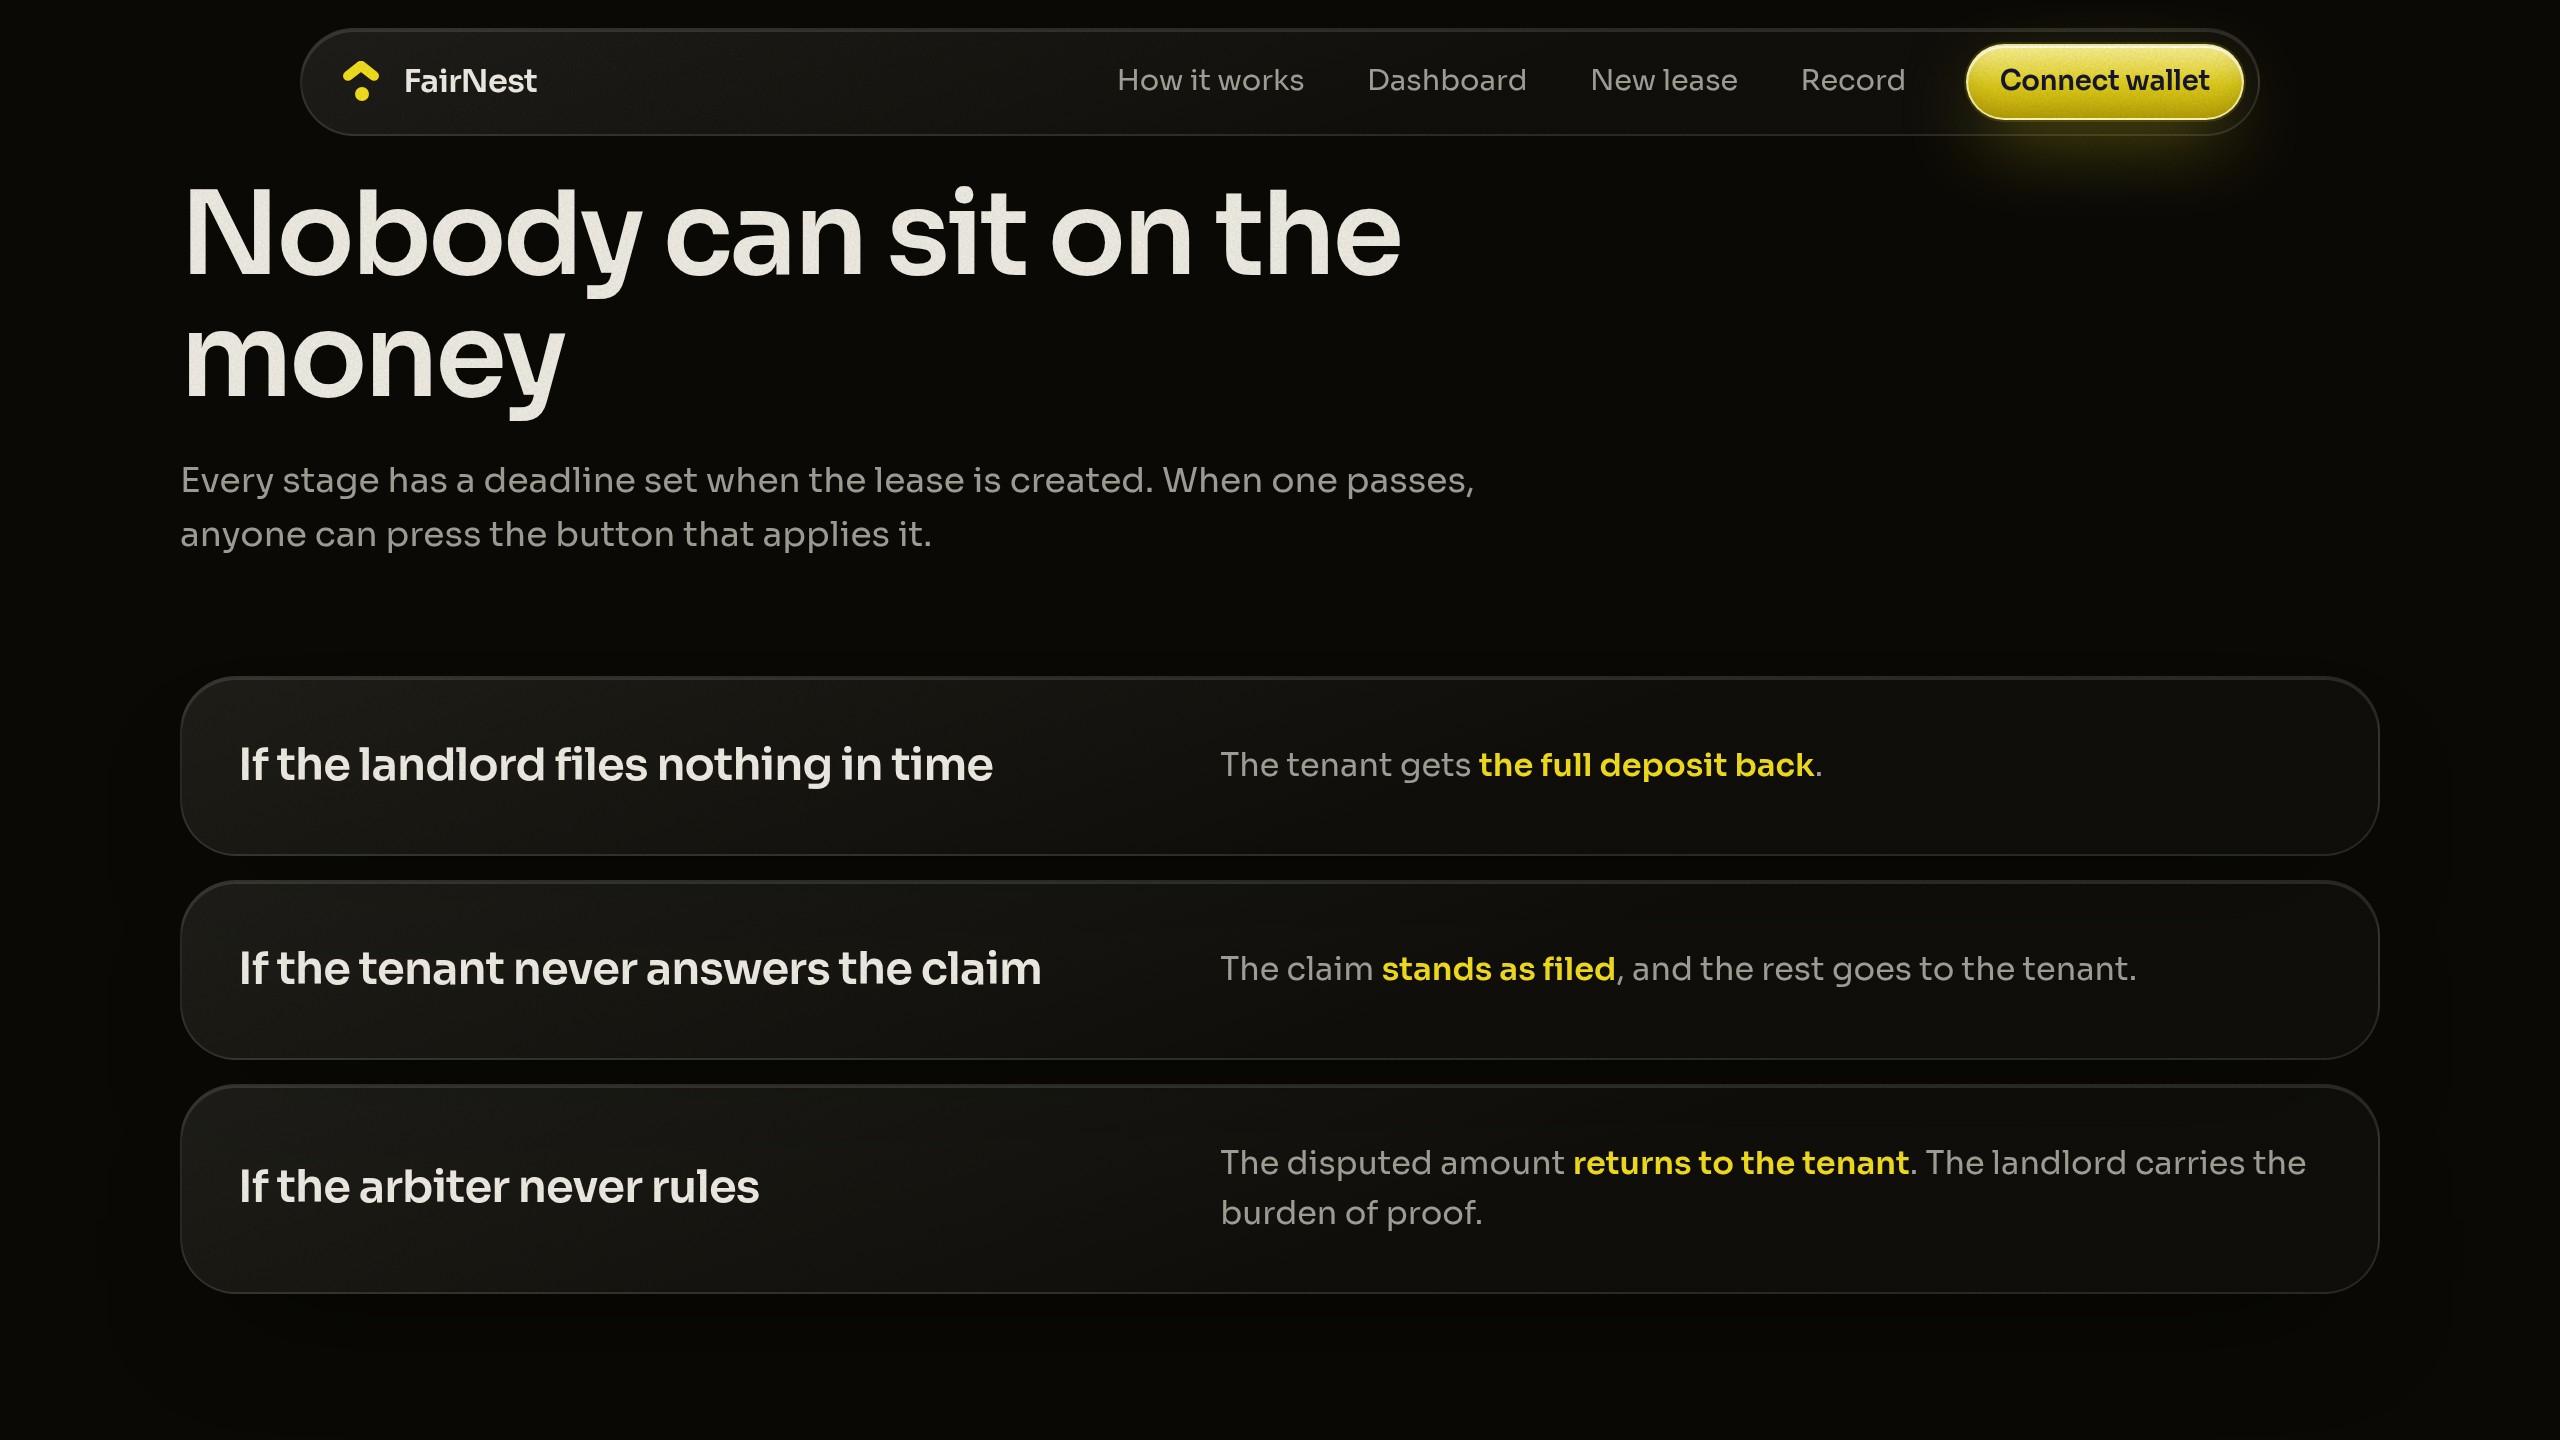 FairNest
How it works
Dashboard
New lease
Record
Connect wallet
Nobody can sit on the
money
Every stage has a deadline set when the lease is created. When one passes,
anyone can press the button that applies it.
If the landlord files nothing in time
The tenant gets the full deposit back.
If the tenant never answers the claim
The claim stands as filed, and the rest goes to the tenant.
If the arbiter never rules
The disputed amount returns to the tenant. The landlord carries the
burden of proof.